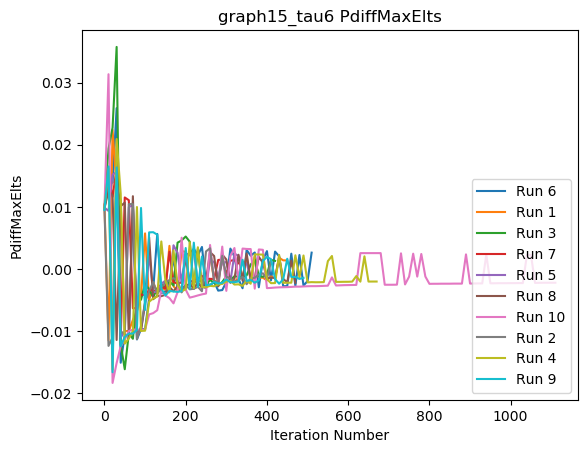 graph15_tau6 PdiffMaxElts
PdiffMaxElts
0.03
0.02
0.01
0.00
−0.01
−0.02
0
200
400
600
800
1000
Iteration Number
Run 6
Run 1
Run 3
Run 7
Run 5
Run 8
Run 10
Run 2
Run 4
Run 9